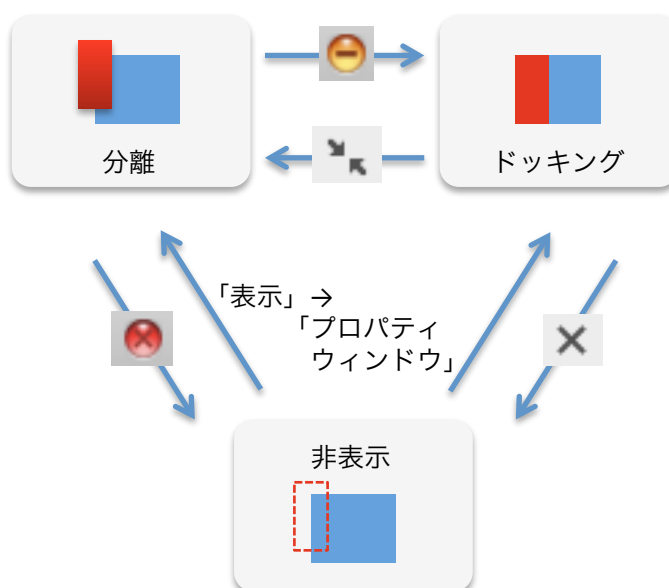 分離
ドッキング
「表示」→
「プロパティ
ウィンドウ」
非表示